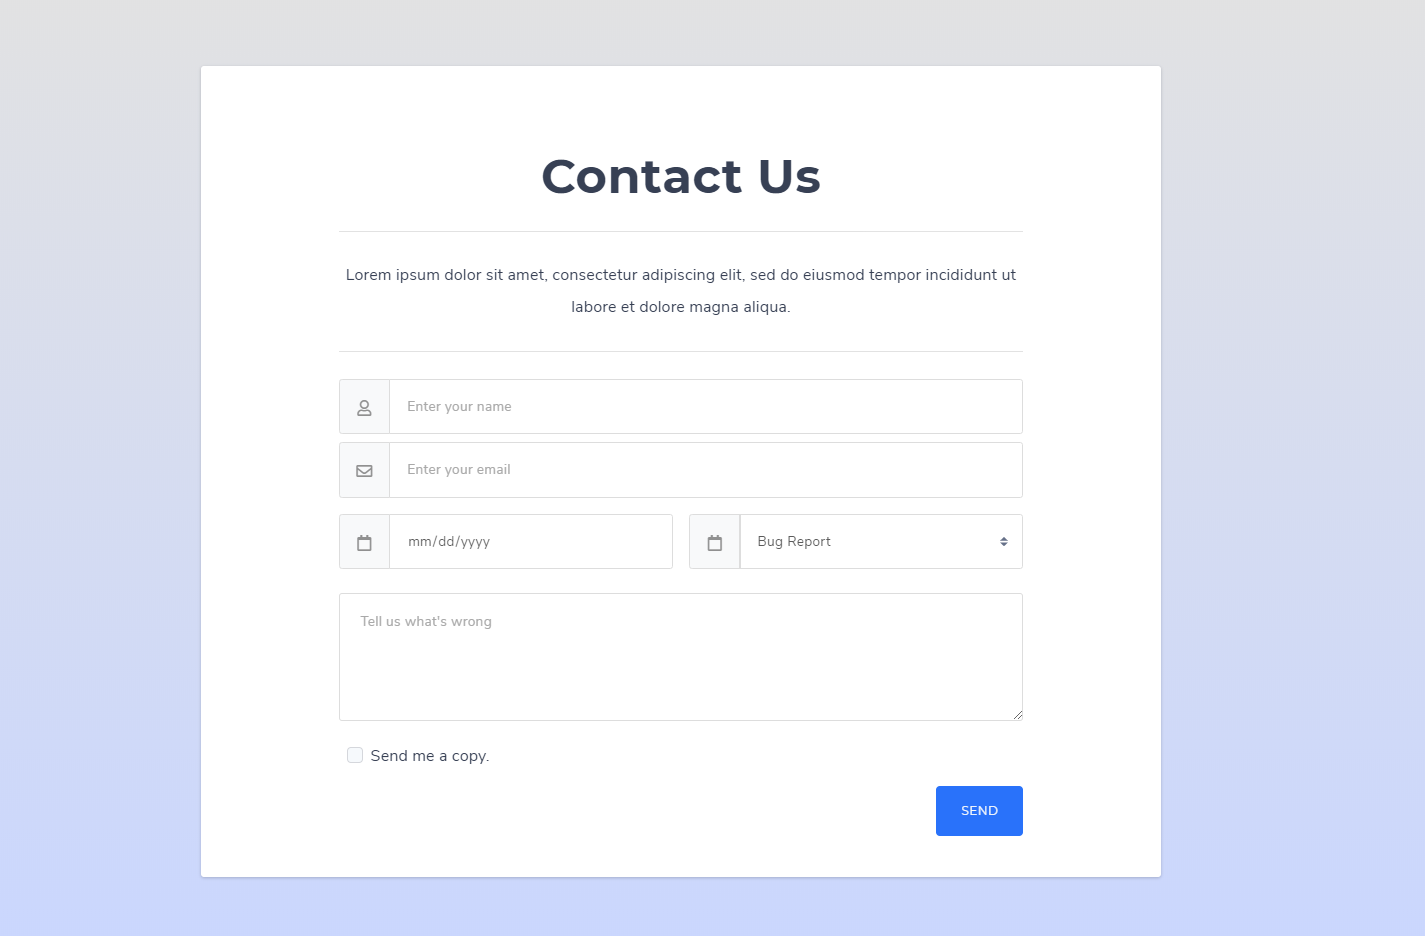 Contact Us
Lorem ipsum dolor sit amet, consectetur adipiscing elit, sed do eiusmod tempor incididunt ut
labore et dolore magna aliqua.
Enter your name
Enter your email
mm/dd/yyyy
Bug Report
Tell us what's wrong
Send me a copy.
SEND